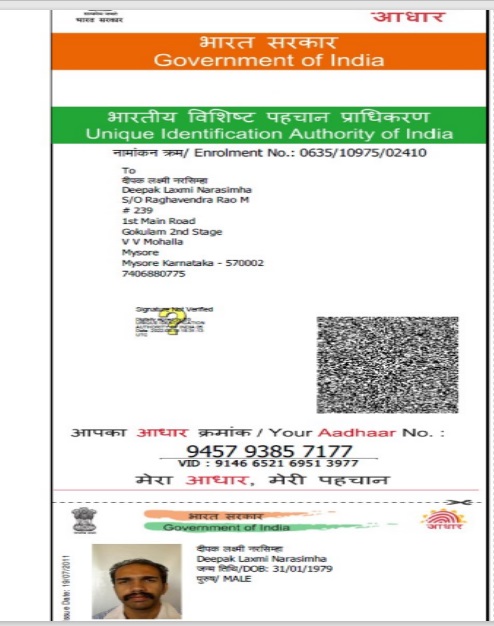 भारत सरकार
आधार
भारत सरकार
Government of India
भारतीय विशिष्ट पहचान प्राधिकरण
Unique Identification Authority of India
नामांकन क्रम/ Enrolment No.: 0635/10975/02410
To
दीपक लक्ष्मी नरसिम्हा
Deepak Laxmi Narasimha
S/O Raghavendra Rao M
# 239
1st Main Road
Gokulam 2nd Stage
V V Mohalla
Mysore
Mysore Karnataka - 570002
7406880775
Signature Not Verified
UTC
आपका आधार क्रमांक / Your Aadhaar No. :
9457 9385 7177
VID : 9146 6521 6951 3977
मेरा आधार, मेरी पहचान
भारत सरकार
Government of India
आधार
Issue Date: 19/07/2011
दीपक लक्ष्मी नरसिम्हा
Deepak Laxmi Narasimha
जन्म तिथि/DOB: 31/01/1979
पुरुष/ MALE